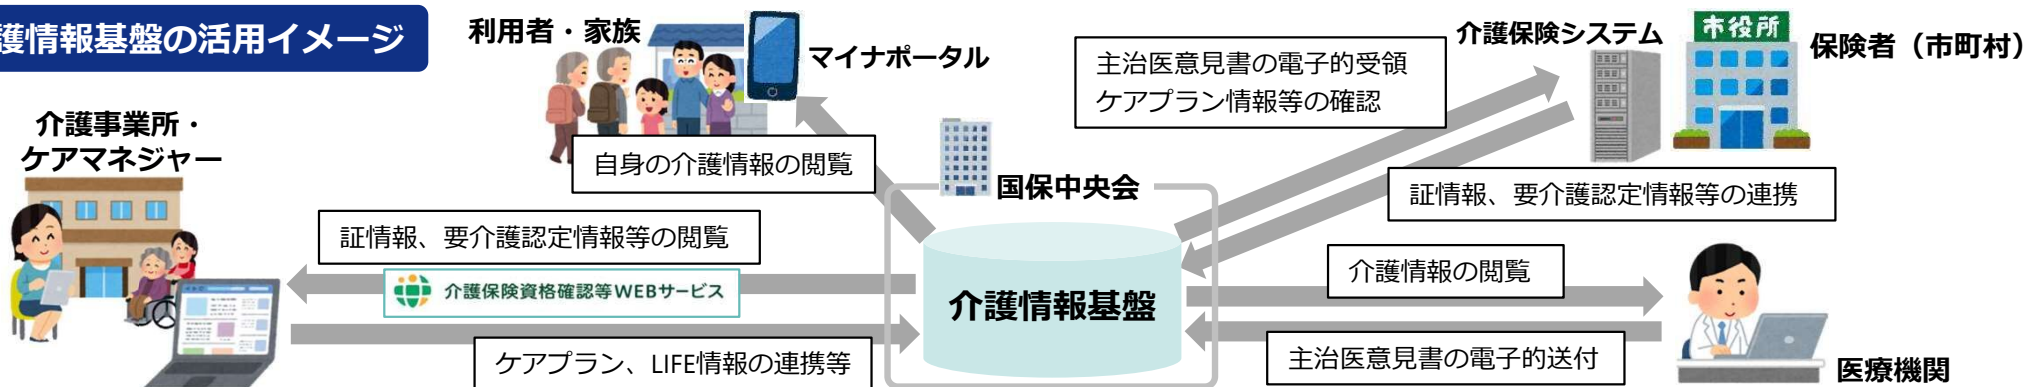 護情報基盤の活用イメージ
利用者・家族
マイナポータル
主治医意見書の電子的受領
ケアプラン情報等の確認
介護保険システム
市役所
保険者（市町村）
介護事業所・
ケアマネジャー
自身の介護情報の閲覧
国保中央会
証情報、要介護認定情報等の連携
証情報、要介護認定情報等の閲覧
介護保険資格確認等WEBサービス
介護情報基盤
介護情報の閲覧
ケアプラン、LIFE情報の連携等
主治医意見書の電子的送付
医療機関